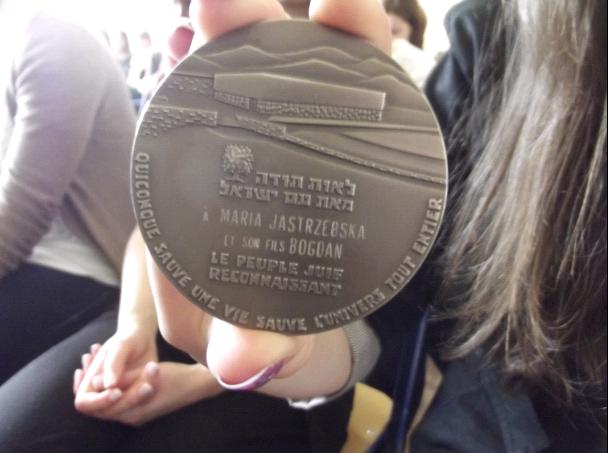 לאות תודה
מאת עם ישראל
À MARIA JASTRZEBSKA
ET SON FILS BOGDAN
LE PEUPLE JUIF
RECONNAISSANT
QUICONQUE SAUVE UNE VIE SAUVE L'UNIVERS TOUT ENTIER